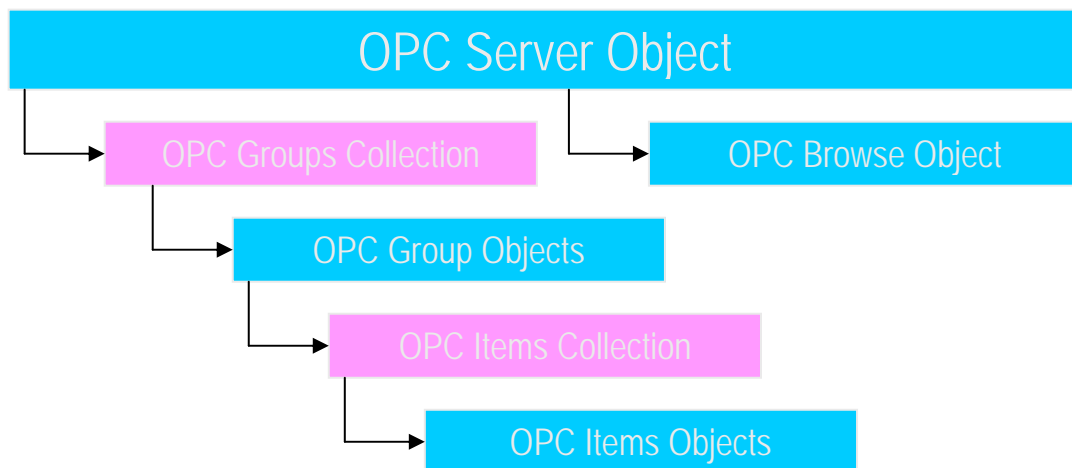 OPC Server Object
OPC Groups Collection
OPC Browse Object
OPC Group Objects
OPC Items Collection
OPC Items Objects